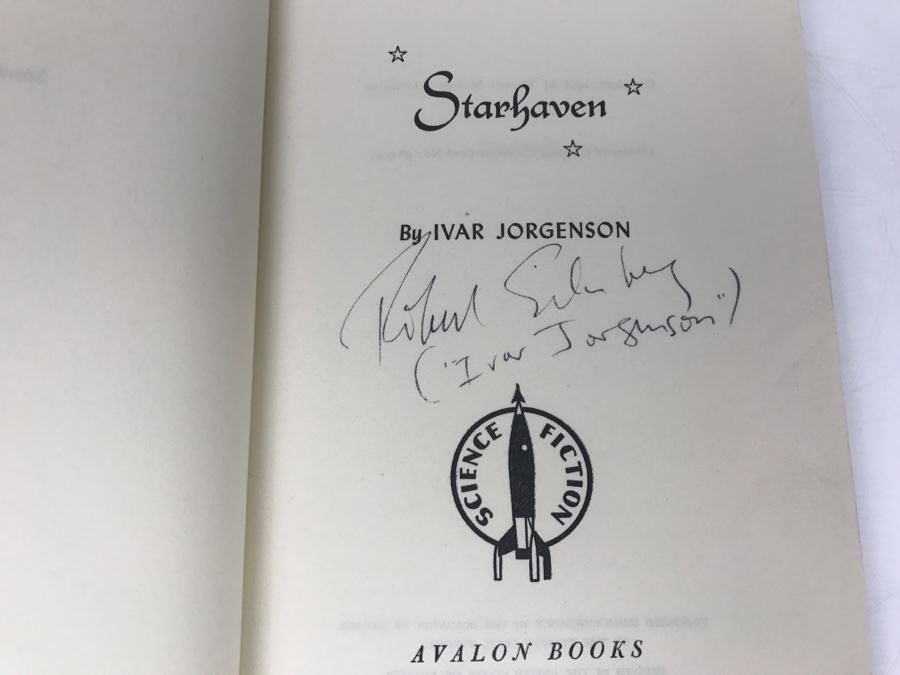 Starhaven
By IVAR JORGENSON
Robert Silverberg
("Ivar Jorgenson")
SCIENCE FICTION
AVALON BOOKS